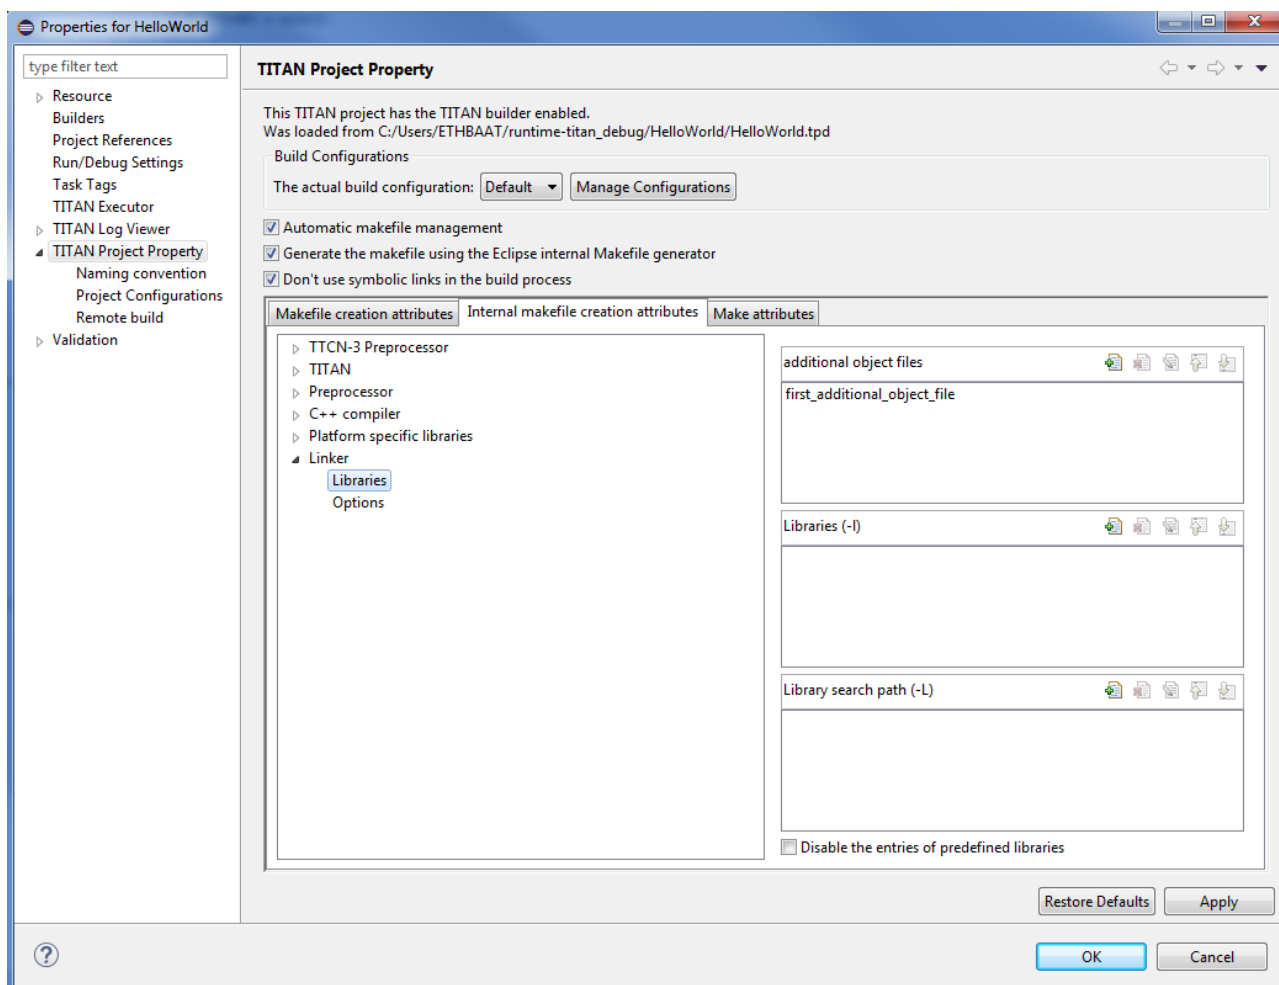 Properties for HelloWorld
type filter text
Resource
Builders
Project References
Run/Debug Settings
Task Tags
TITAN Executor
TITAN Log Viewer
TITAN Project Property
Naming convention
Project Configurations
Remote build
Validation
TITAN Project Property
This TITAN project has the TITAN builder enabled.
Was loaded from C:/Users/ETHBAAT/runtime-titan_debug/HelloWorld/HelloWorld.tpd
Build Configurations
The actual build configuration: Default Manage Configurations
Automatic makefile management
Generate the makefile using the Eclipse internal Makefile generator
Don't use symbolic links in the build process
Makefile creation attributes Internal makefile creation attributes Make attributes
TTCN-3 Preprocessor
TITAN
Preprocessor
C++ compiler
Platform specific libraries
Linker
Libraries
Options
additional object files
first_additional_object_file
Libraries (-l)
Library search path (-L)
Disable the entries of predefined libraries
Restore Defaults Apply
OK Cancel